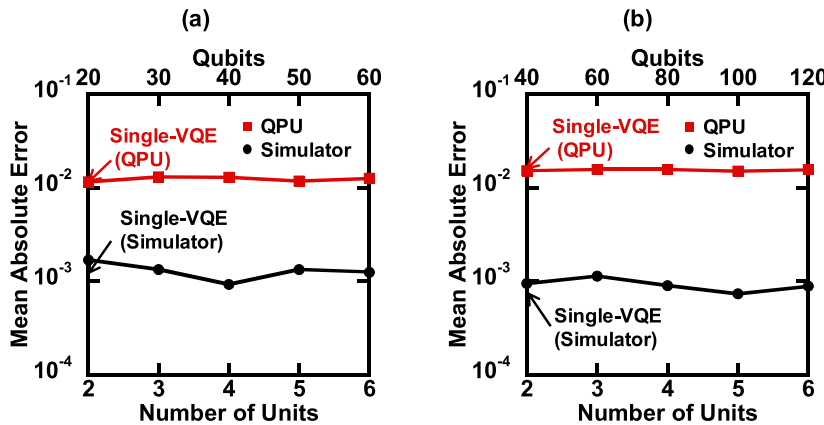 (a)
Qubits
20 30 40 50 60
10^-1
10^-2
10^-3
10^-4
Mean Absolute Error
Single-VQE
(QPU)
QPU
Simulator
Single-VQE
(Simulator)
2 3 4 5 6
Number of Units
(b)
Qubits
40 60 80 100 120
10^-1
10^-2
10^-3
10^-4
Mean Absolute Error
Single-VQE
(QPU)
QPU
Simulator
Single-VQE
(Simulator)
2 3 4 5 6
Number of Units